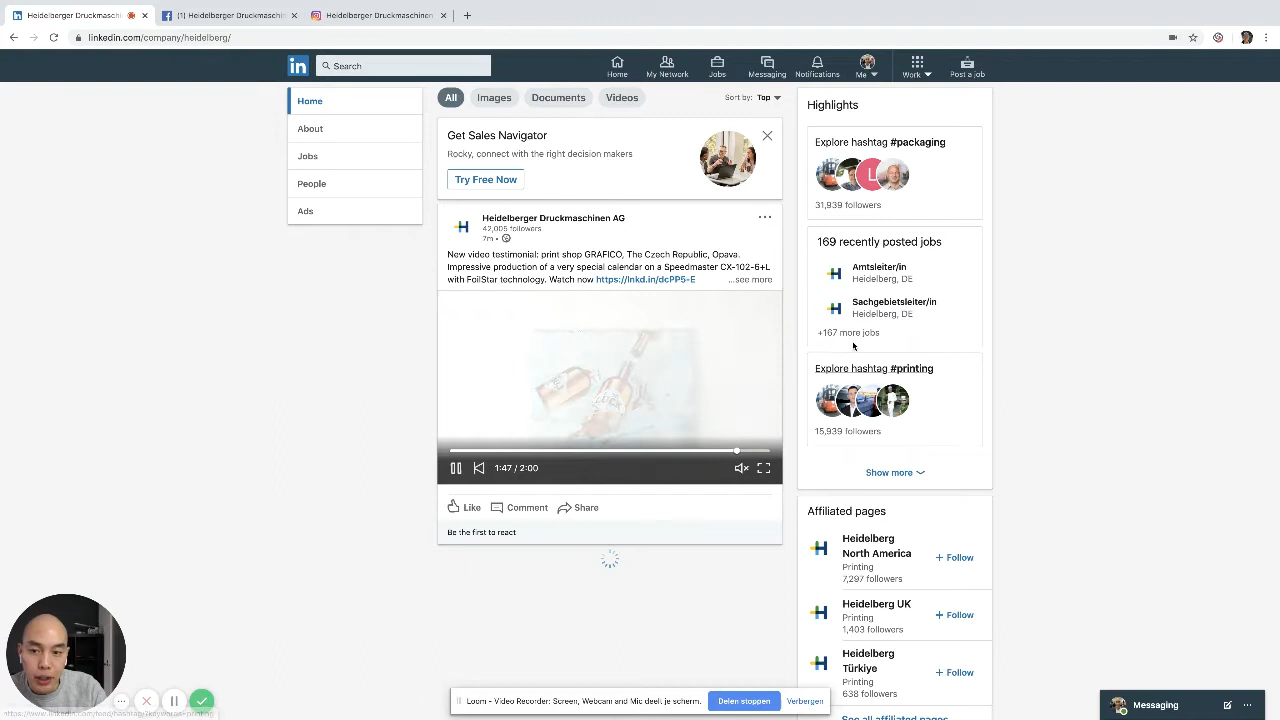 Heidelberger Druckmaschin
(1) Heidelberger Druckmaschin
Heidelberger Druckmaschinen
linkedin.com/company/heidelberg/
in
Search
Home
My Network
Jobs
Messaging
Notifications
Me
Work
Post a job
Home
About
Jobs
People
Ads
All
Images
Documents
Videos
Sort by: Top
Get Sales Navigator
Rocky, connect with the right decision makers
Try Free Now
Heidelberger Druckmaschinen AG
42,005 followers
7m •
New video testimonial: print shop GRAFICO, The Czech Republic, Opava.
Impressive production of a very special calendar on a Speedmaster CX-102-6+L
with FoilStar technology. Watch now https://lnkd.in/dcPP5-E ...see more
1:47 / 2:00
Like
Comment
Share
Be the first to react
Highlights
Explore hashtag #packaging
L
31,939 followers
169 recently posted jobs
Amtsleiter/in
Heidelberg, DE
Sachgebietsleiter/in
Heidelberg, DE
+167 more jobs
Explore hashtag #printing
15,939 followers
Show more
Affiliated pages
Heidelberg
North America
Printing
7,297 followers
+ Follow
Heidelberg UK
Printing
1,403 followers
+ Follow
Heidelberg
Türkiye
Printing
638 followers
+ Follow
See all affiliated pages
Loom - Video Recorder: Screen, Webcam and Mic deelt je scherm.
Delen stoppen
Verbergen
Messaging